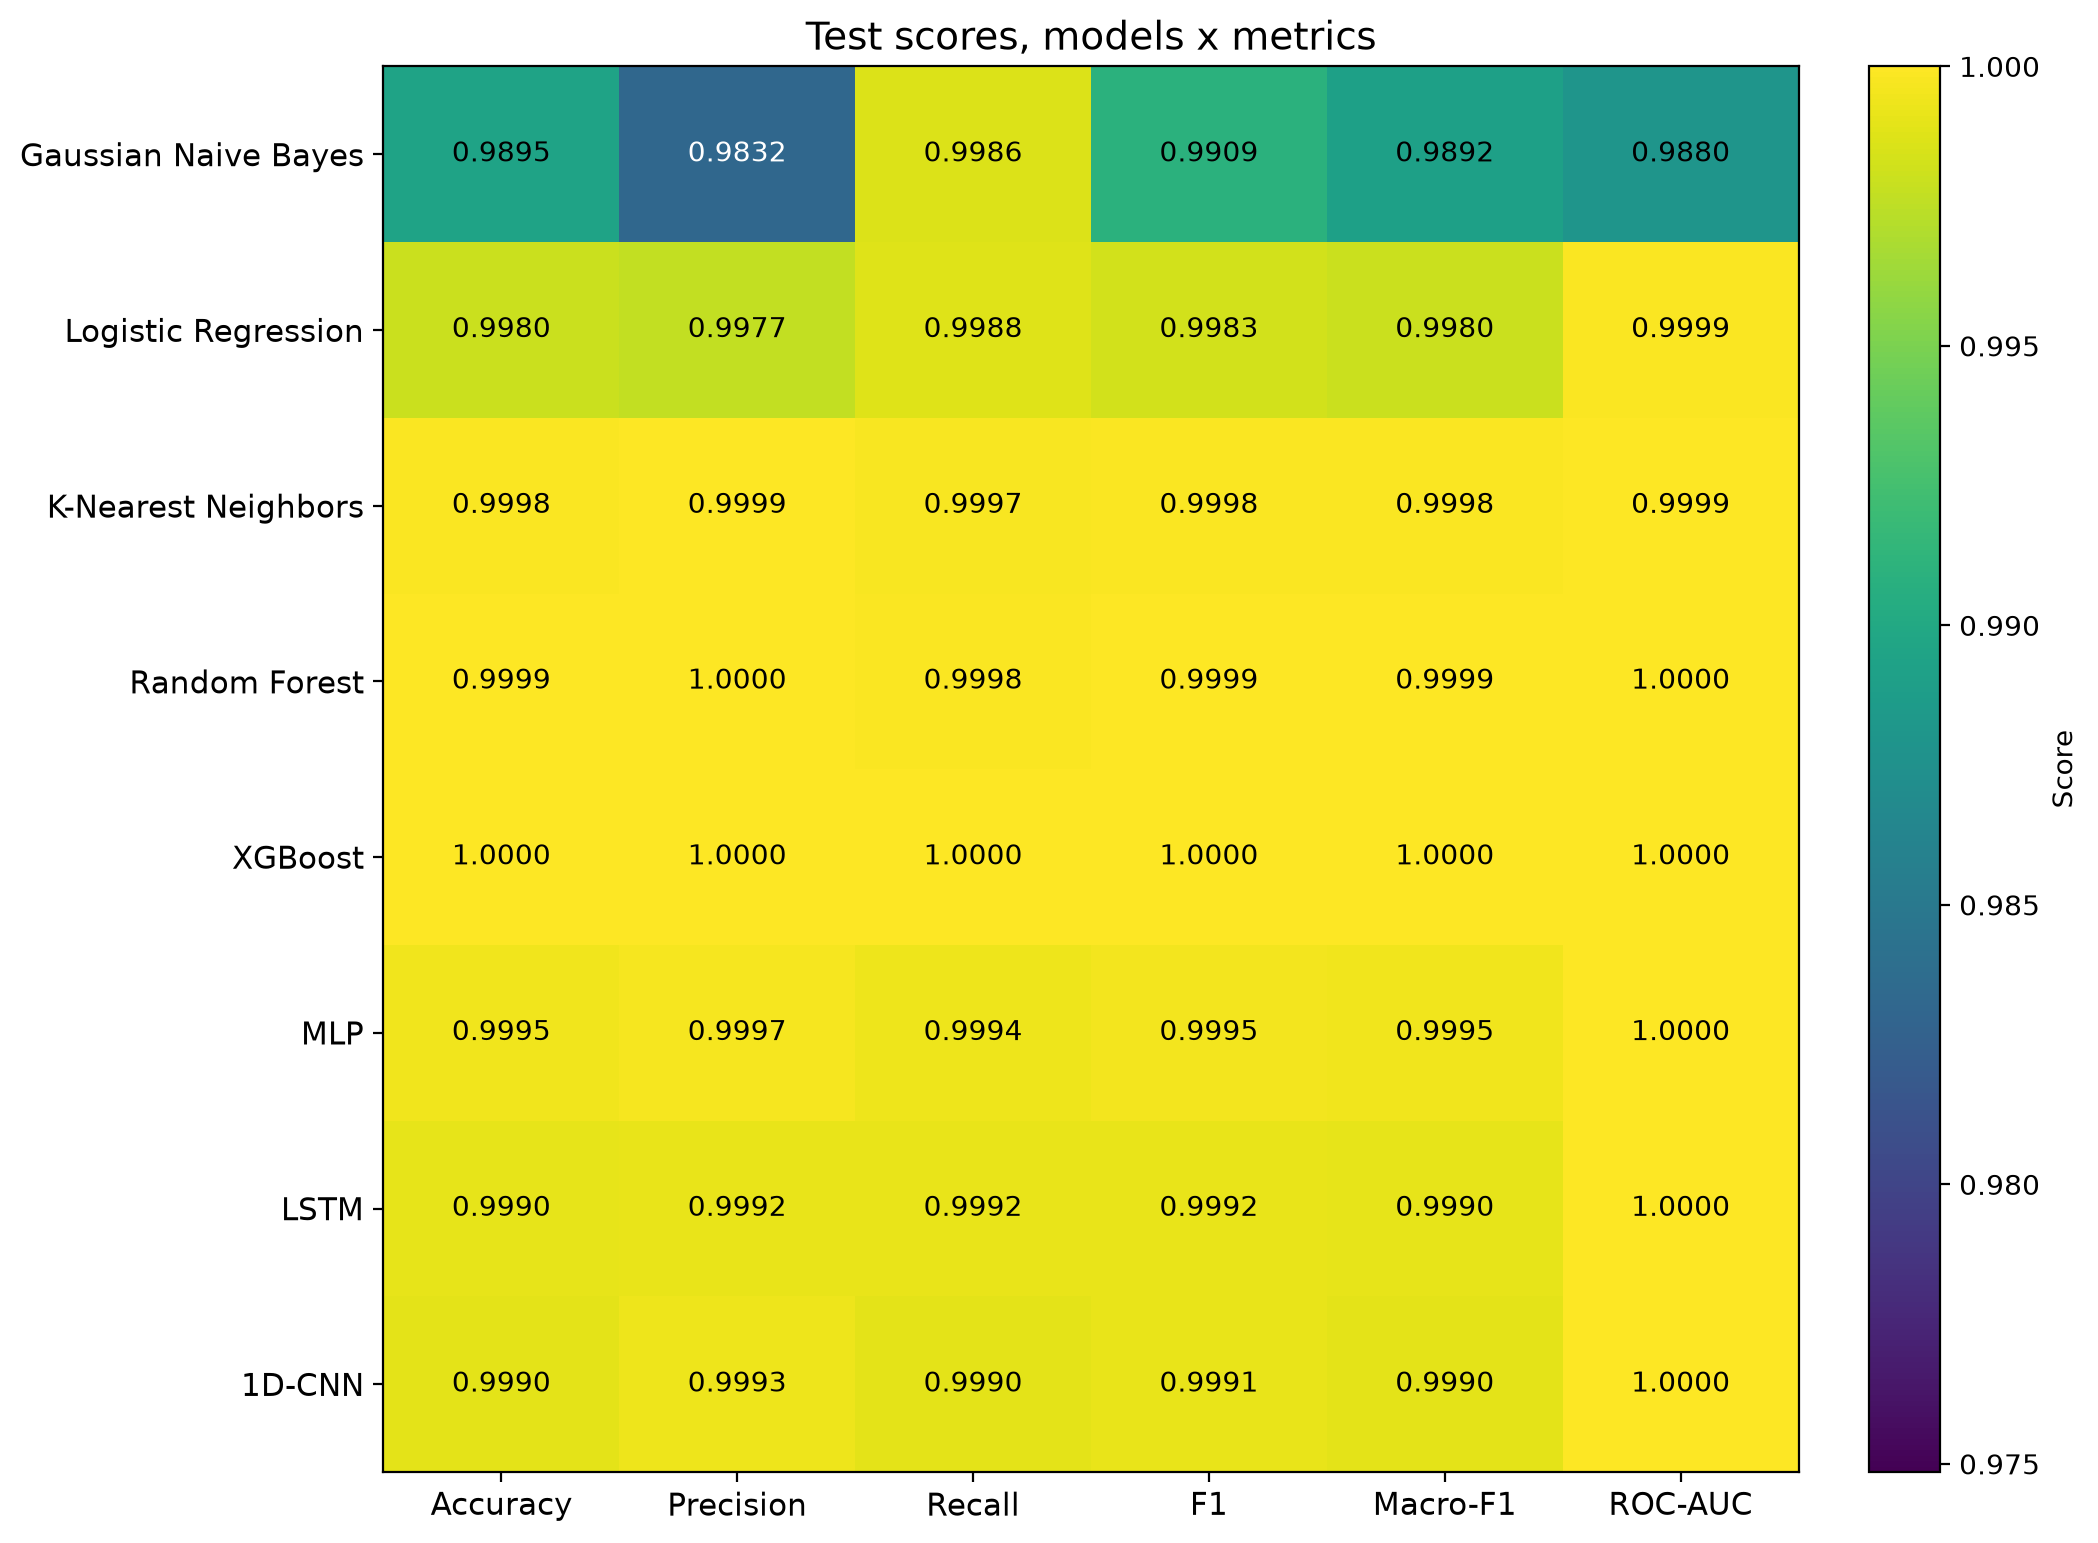 Test scores, models x metrics
Gaussian Naive Bayes 0.9895 0.9832 0.9986 0.9909 0.9892 0.9880
Logistic Regression 0.9980 0.9977 0.9988 0.9983 0.9980 0.9999
K-Nearest Neighbors 0.9998 0.9999 0.9997 0.9998 0.9998 0.9999
Random Forest 0.9999 1.0000 0.9998 0.9999 0.9999 1.0000
XGBoost 1.0000 1.0000 1.0000 1.0000 1.0000 1.0000
MLP 0.9995 0.9997 0.9994 0.9995 0.9995 1.0000
LSTM 0.9990 0.9992 0.9992 0.9992 0.9990 1.0000
1D-CNN 0.9990 0.9993 0.9990 0.9991 0.9990 1.0000
Accuracy Precision Recall F1 Macro-F1 ROC-AUC
1.000
0.995
0.990
0.985
0.980
0.975
Score